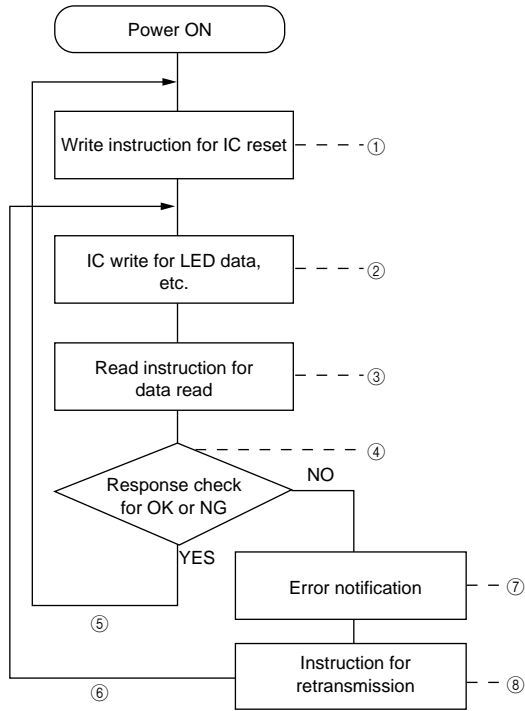 Power ON
Write instruction for IC reset
①
IC write for LED data,
etc.
②
Read instruction for
data read
③
④
Response check
for OK or NG
NO
YES
Error notification
⑦
⑤
Instruction for
retransmission
⑧
⑥